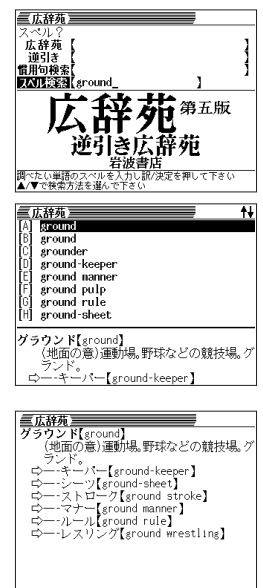 広辞苑
スペル?
広辞苑【 】
逆引き【 】
慣用句検索【 】
スペル検索【ground_ 】
広辞苑 第五版
逆引き広辞苑
岩波書店
調べたい単語のスペルを入力し訳/決定を押して下さい
▲/▼で検索方法を選んで下さい
広辞苑
[A] ground
[B] ground
[C] grounder
[D] ground-keeper
[E] ground manner
[F] ground pulp
[G] ground rule
[H] ground-sheet
グラウンド【ground】
(地面の意)運動場。野球などの競技場。グ
ランド。
⇨―‐キーパー【ground-keeper】
広辞苑
グラウンド【ground】
(地面の意)運動場。野球などの競技場。グ
ランド。
⇨―‐キーパー【ground-keeper】
⇨―‐シーツ【ground-sheet】
⇨―‐ストローク【ground stroke】
⇨―‐マナー【ground manner】
⇨―‐ルール【ground rule】
⇨―‐レスリング【ground wrestling】